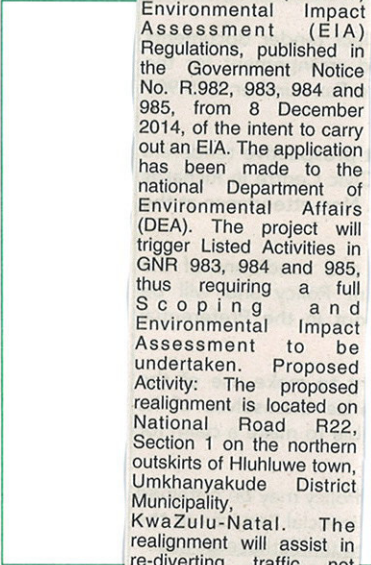 Environmental Impact
Assessment (EIA)
Regulations, published in
the Government Notice
No. R.982, 983, 984 and
985, from 8 December
2014, of the intent to carry
out an EIA. The application
has been made to the
national Department of
Environmental Affairs
(DEA). The project will
trigger Listed Activities in
GNR 983, 984 and 985,
thus requiring a full
Scoping and
Environmental Impact
Assessment to be
undertaken. Proposed
Activity: The proposed
realignment is located on
National Road R22,
Section 1 on the northern
outskirts of Hluhluwe town,
Umkhanyakude District
Municipality,
KwaZulu-Natal. The
realignment will assist in
re-diverting traffic not